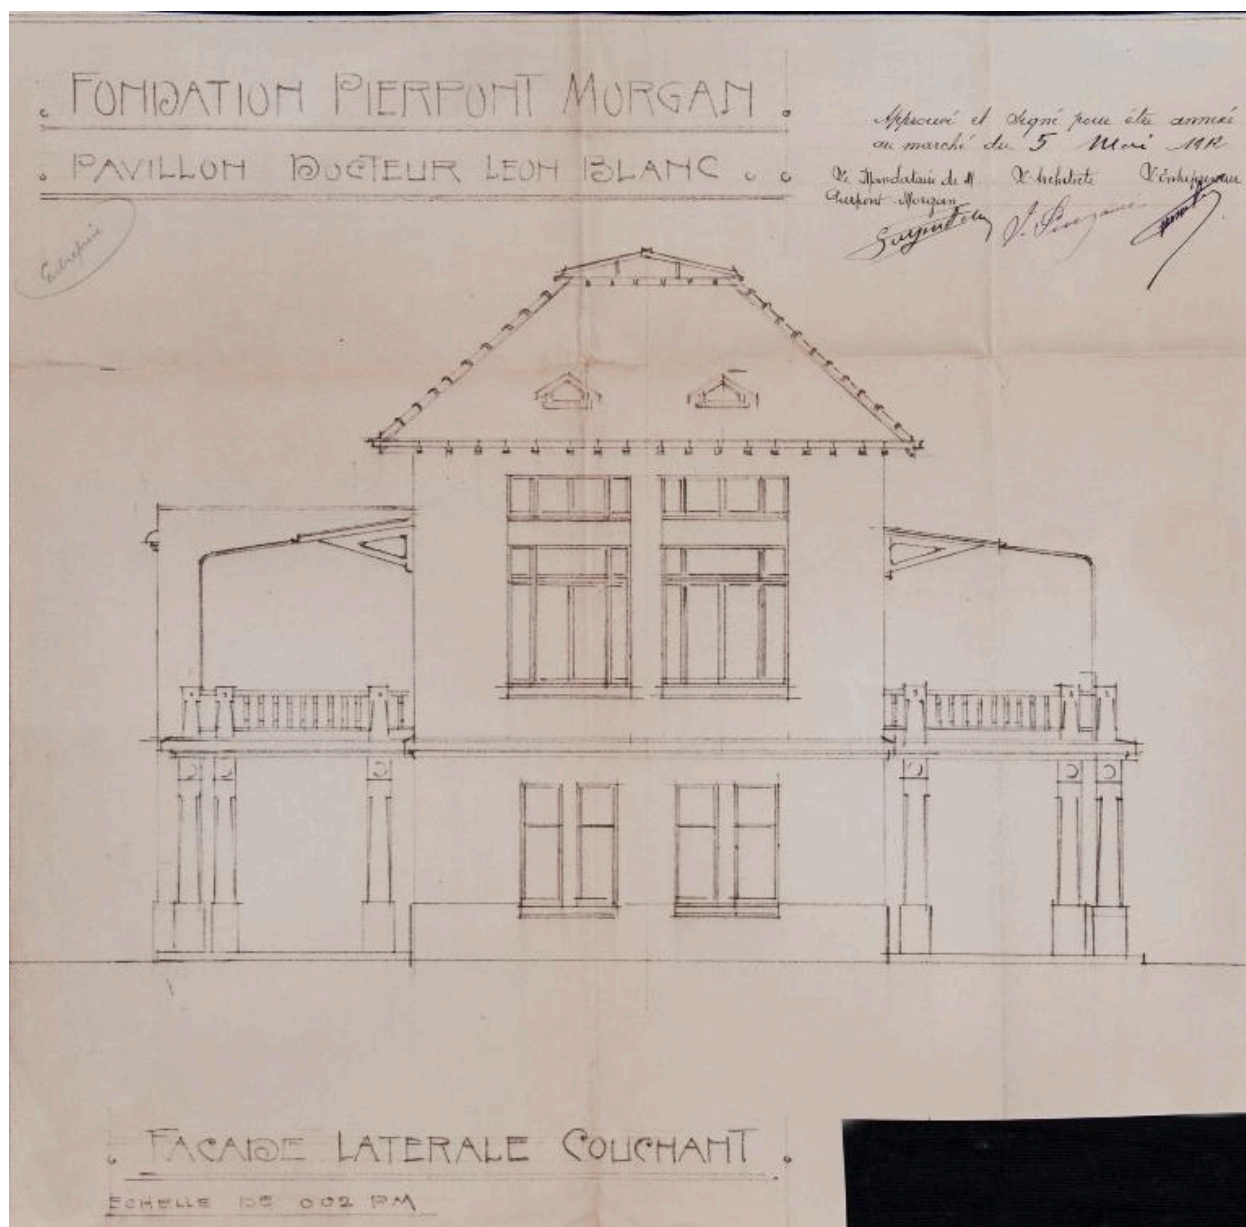 FONDATION PIERPONT MORGAN
PAVILLON DOCTEUR LEON BLANC
Approuvé et signé pour être annexé
au marché du 5 Mai 1912
Le Mandataire de M
Pierpont Morgan
L'Architecte
L'Entrepreneur
Entreprise
FACADE LATERALE COUCHANT
ECHELLE DE 0.02 PM